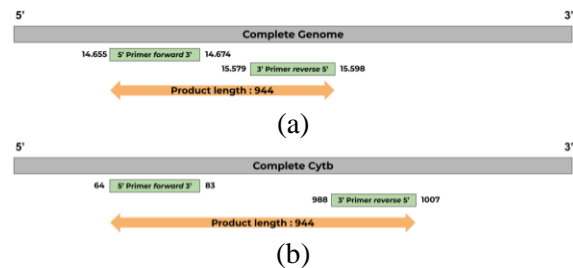 5' 3'
Complete Genome
14.655 5' Primer forward 3' 14.674
15.579 3' Primer reverse 5' 15.598
Product length : 944
(a)
5' 3'
Complete Cytb
64 5' Primer forward 3' 83
988 3' Primer reverse 5' 1007
Product length : 944
(b)